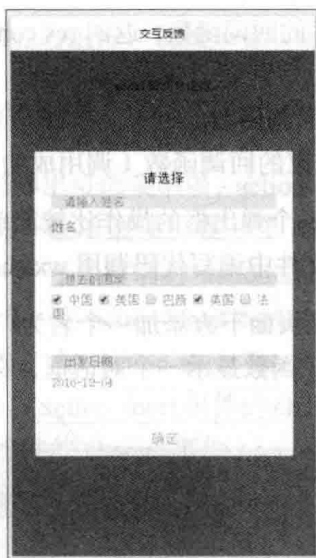 交互反馈
请选择
请输入姓名
姓名
想去的国家
中国 美国 巴西 英国 法
国
出发日期
2016-12-04
确定